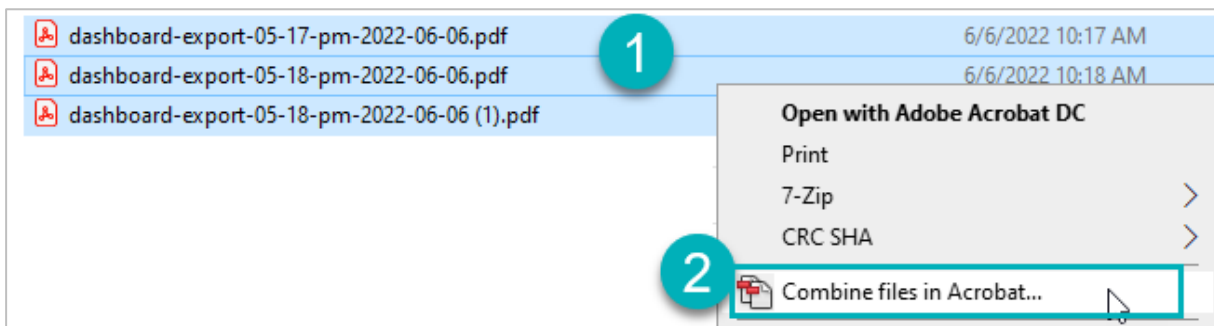 dashboard-export-05-17-pm-2022-06-06.pdf 1 6/6/2022 10:17 AM
dashboard-export-05-18-pm-2022-06-06.pdf 6/6/2022 10:18 AM
dashboard-export-05-18-pm-2022-06-06 (1).pdf
Open with Adobe Acrobat DC
Print
7-Zip
CRC SHA
2 Combine files in Acrobat...